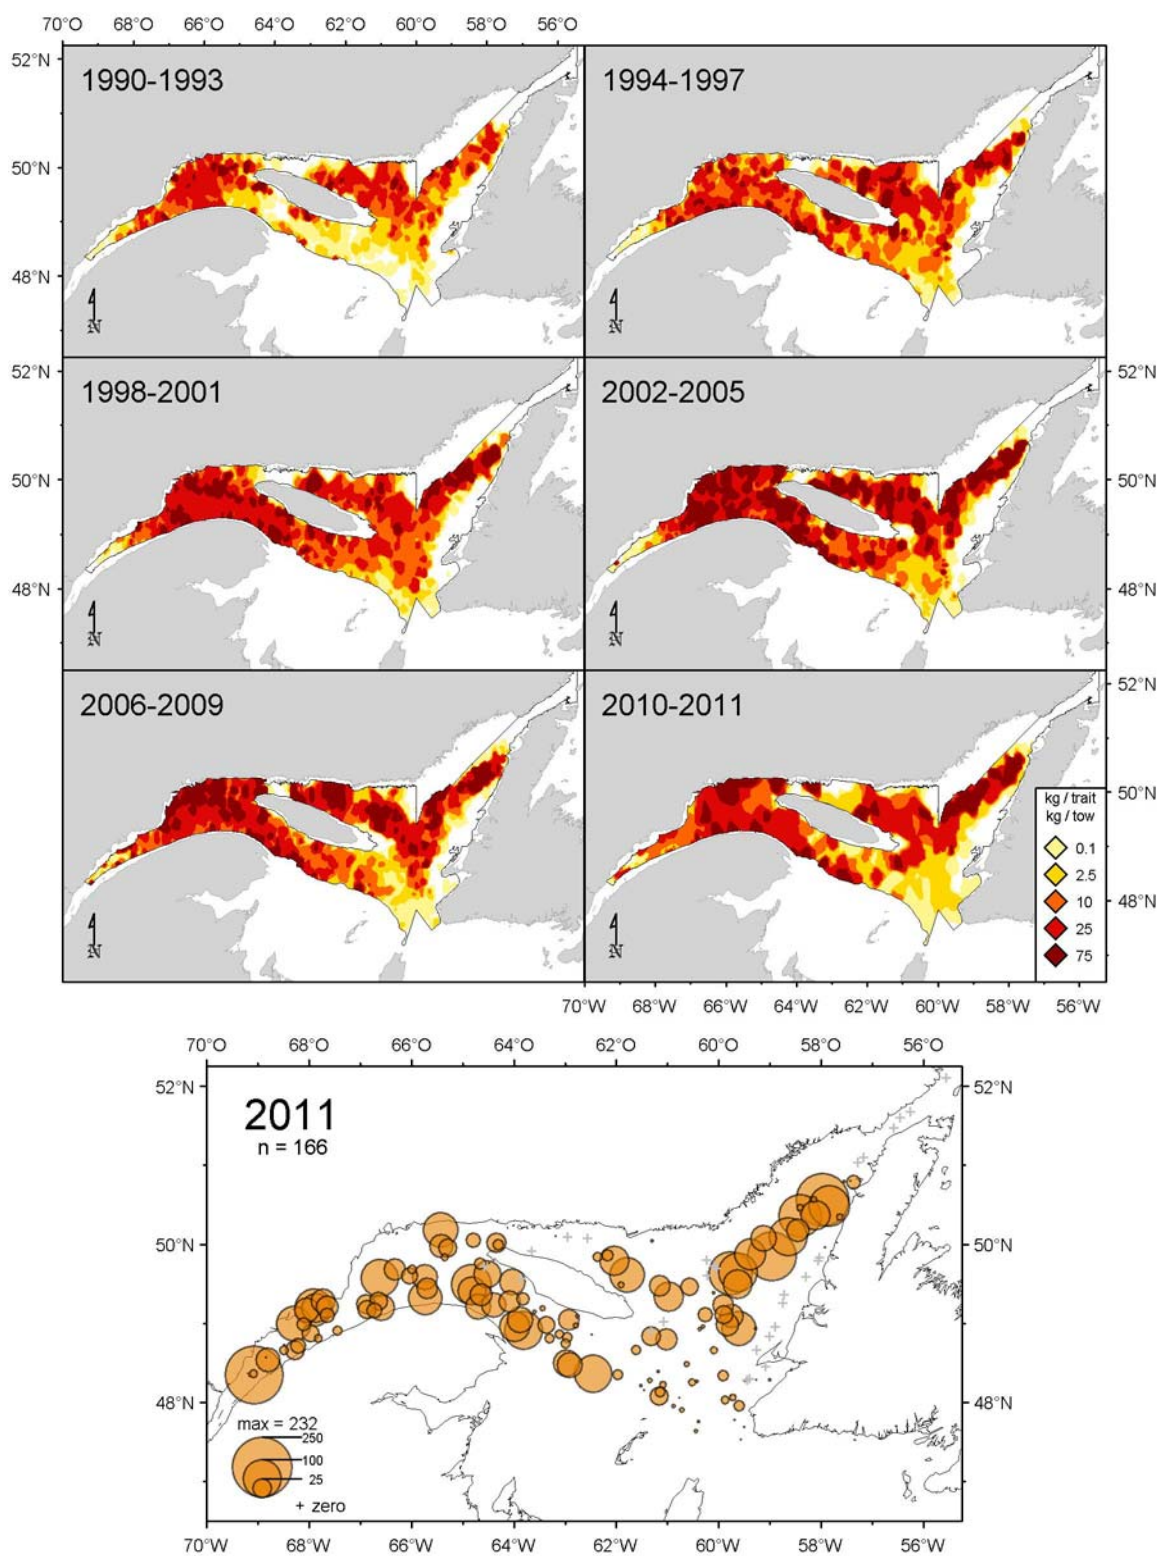 70°O 68°O 66°O 64°O 62°O 60°O 58°O 56°O
52°N
1990-1993
1994-1997
50°N
48°N
N
N
1998-2001
2002-2005
52°N
52°N
50°N
50°N
48°N
48°N
N
N
2006-2009
2010-2011
52°N
kg / trait
kg / tow
50°N
0.1
2.5
10
25
75
48°N
N
N
70°W 68°W 66°W 64°W 62°W 60°W 58°W 56°W
70°O 68°O 66°O 64°O 62°O 60°O 58°O 56°O
52°N
52°N
2011
n = 166
50°N
50°N
48°N
48°N
max = 232
250
100
25
+ zero
70°W 68°W 66°W 64°W 62°W 60°W 58°W 56°W